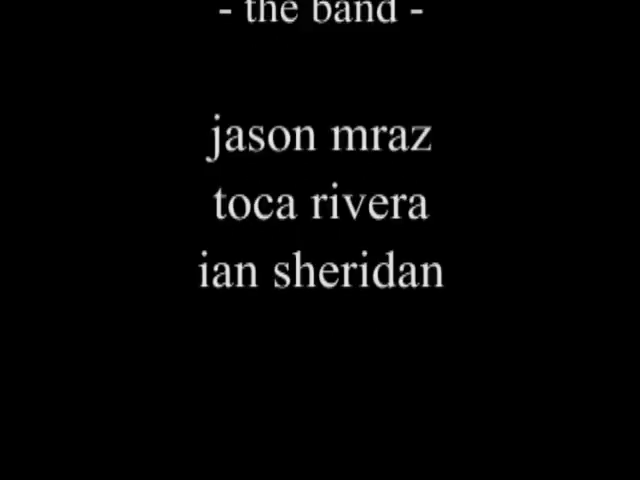 - the band -
jason mraz
toca rivera
ian sheridan